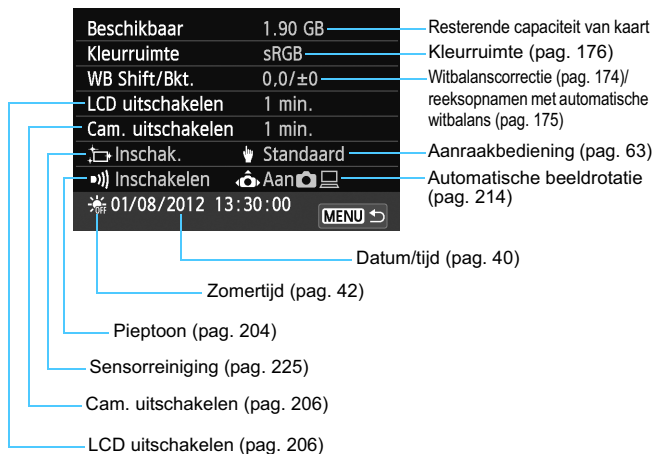 Beschikbaar 1.90 GB
Resterende capaciteit van kaart
Kleurruimte sRGB
Kleurruimte (pag. 176)
WB Shift/Bkt. 0,0/±0
Witbalanscorrectie (pag. 174)/
reeksopnamen met automatische
witbalans (pag. 175)
LCD uitschakelen 1 min.
Cam. uitschakelen 1 min.
Inschak. Standaard
Aanraakbediening (pag. 63)
Inschakelen Aan
Automatische beeldrotatie
(pag. 214)
OFF 01/08/2012 13:30:00 MENU
Datum/tijd (pag. 40)
Zomertijd (pag. 42)
Pieptoon (pag. 204)
Sensorreiniging (pag. 225)
Cam. uitschakelen (pag. 206)
LCD uitschakelen (pag. 206)